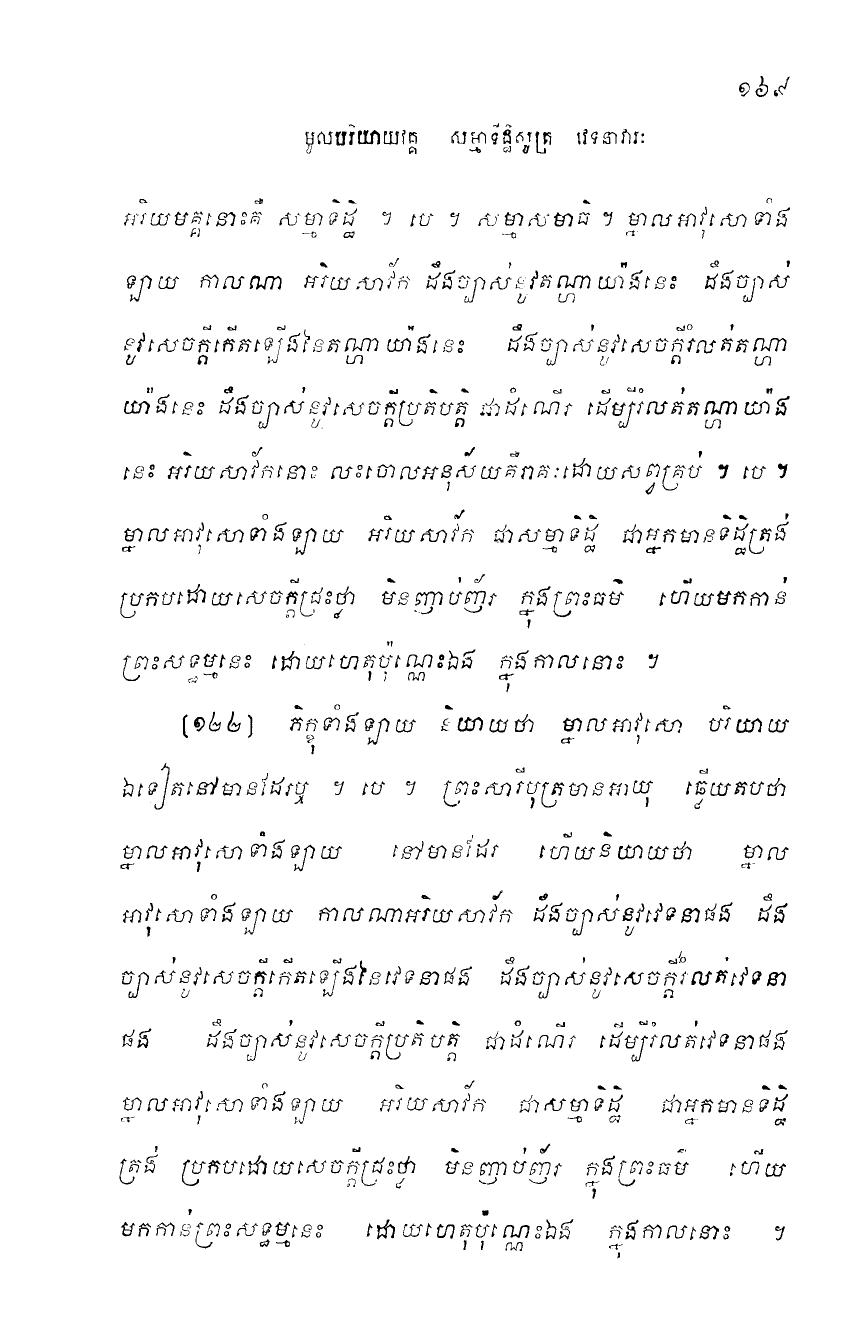 ១៦៩
មូលបរិយាយវគ្គ សម្មាទិដ្ឋិសូត្រ វេទនាវារៈ
អរិយមគ្គនោះគឺ សម្មាទិដ្ឋិ ។ បេ ។ សម្មាសមាធិ ។ ម្នាលអាវុសោទាំង
ឡាយ កាលណា អរិយសាវ័ក ដឹងច្បាស់នូវតណ្ហាយ៉ាងនេះ ដឹងច្បាស់
នូវសេចក្តីកើតឡើងនៃតណ្ហាយ៉ាងនេះ ដឹងច្បាស់នូវសេចក្តីរំលត់តណ្ហា
យ៉ាងនេះ ដឹងច្បាស់នូវសេចក្តីប្រតិបត្តិ ជាដំណើរ ដើម្បីរំលត់តណ្ហាយ៉ាង
នេះ អរិយសាវ័កនោះ លះចោលអនុស័យគឺរាគៈដោយសព្វគ្រប់ ។ បេ ។
ម្នាលអាវុសោទាំងឡាយ អរិយសាវ័ក ជាសម្មាទិដ្ឋិ ជាអ្នកមានទិដ្ឋិត្រង់
ប្រកបដោយសេចក្តីជ្រះថ្លា មិនញាប់ញ័រ ក្នុងព្រះធម៌ ហើយមកកាន់
ព្រះសទ្ធម្មនេះ ដោយហេតុប៉ុណ្ណេះឯង ក្នុងកាលនោះ ។
[១២២] ភិក្ខុទាំងឡាយ និយាយថា ម្នាលអាវុសោ បរិយាយ
ឯទៀតនៅមានដែរឬ ។ បេ ។ ព្រះសារីបុត្រមានអាយុ ឆ្លើយតបថា
ម្នាលអាវុសោទាំងឡាយ នៅមានដែរ ហើយនិយាយថា ម្នាល
អាវុសោទាំងឡាយ កាលណាអរិយសាវ័ក ដឹងច្បាស់នូវវេទនាផង ដឹង
ច្បាស់នូវសេចក្តីកើតឡើងនៃវេទនាផង ដឹងច្បាស់នូវសេចក្តីរំលត់វេទនា
ផង ដឹងច្បាស់នូវសេចក្តីប្រតិបត្តិ ជាដំណើរ ដើម្បីរំលត់វេទនាផង
ម្នាលអាវុសោទាំងឡាយ អរិយសាវ័ក ជាសម្មាទិដ្ឋិ ជាអ្នកមានទិដ្ឋិ
ត្រង់ ប្រកបដោយសេចក្តីជ្រះថ្លា មិនញាប់ញ័រ ក្នុងព្រះធម៌ ហើយ
មកកាន់ព្រះសទ្ធម្មនេះ ដោយហេតុប៉ុណ្ណេះឯង ក្នុងកាលនោះ ។